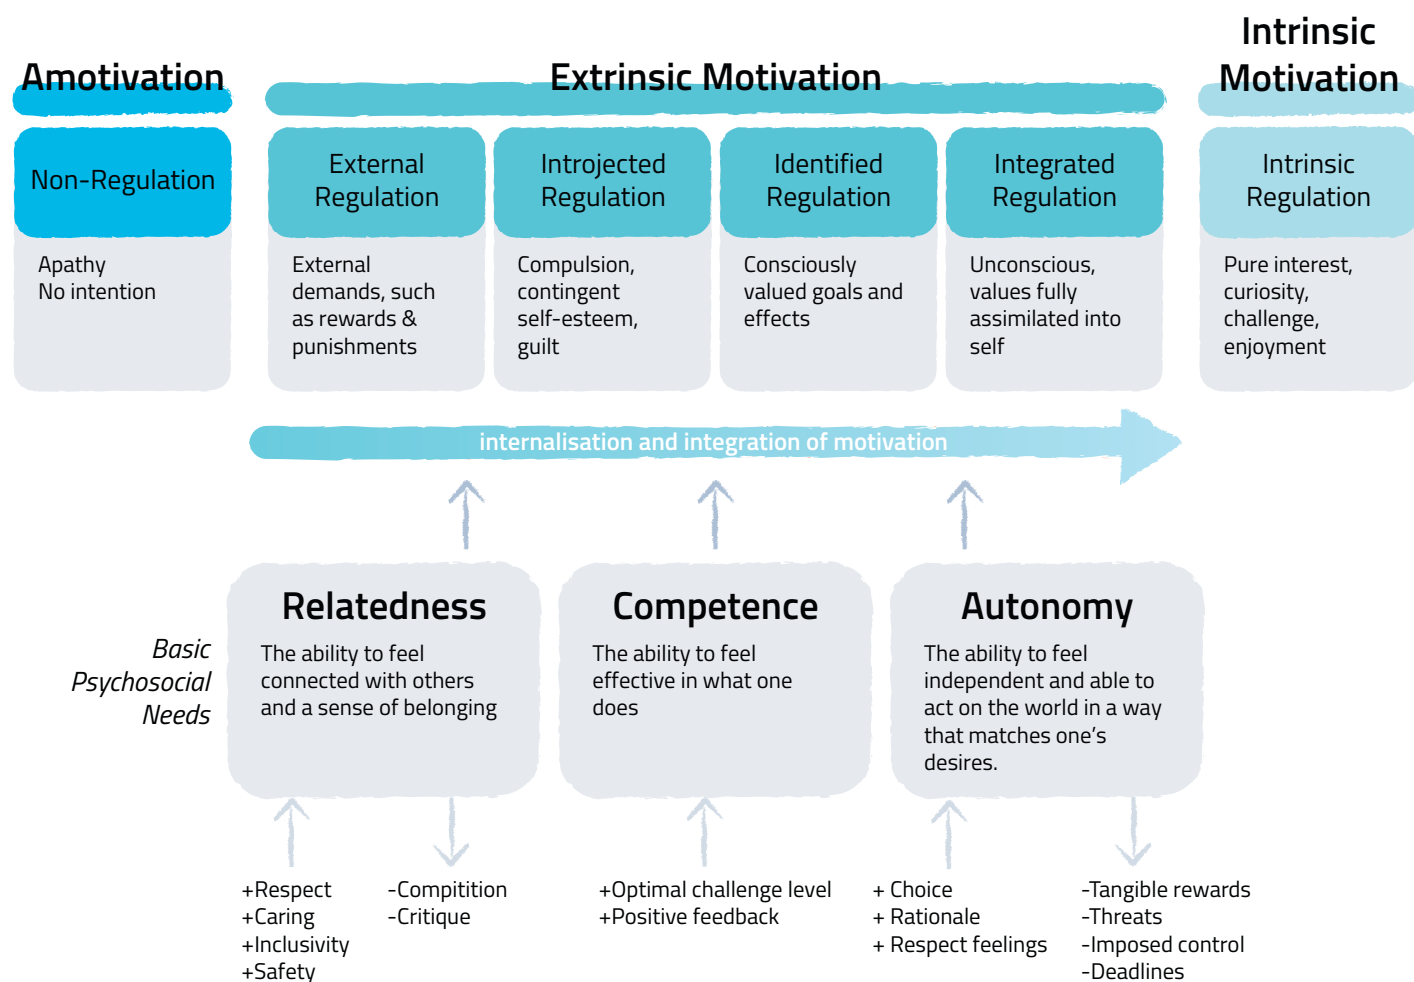 Amotivation
Extrinsic Motivation
Intrinsic
Motivation
Non-Regulation
External
Regulation
Introjected
Regulation
Identified
Regulation
Integrated
Regulation
Intrinsic
Regulation
Apathy
No intention
External
demands, such
as rewards &
punishments
Compulsion,
contingent
self-esteem,
guilt
Consciously
valued goals and
effects
Unconscious,
values fully
assimilated into
self
Pure interest,
curiosity,
challenge,
enjoyment
internalisation and integration of motivation
Basic
Psychosocial
Needs
Relatedness
The ability to feel
connected with others
and a sense of belonging
Competence
The ability to feel
effective in what one
does
Autonomy
The ability to feel
independent and able to
act on the world in a way
that matches one's
desires.
+Respect
+Caring
+Inclusivity
+Safety
-Compitition
-Critique
+Optimal challenge level
+Positive feedback
+ Choice
+ Rationale
+ Respect feelings
-Tangible rewards
-Threats
-Imposed control
-Deadlines